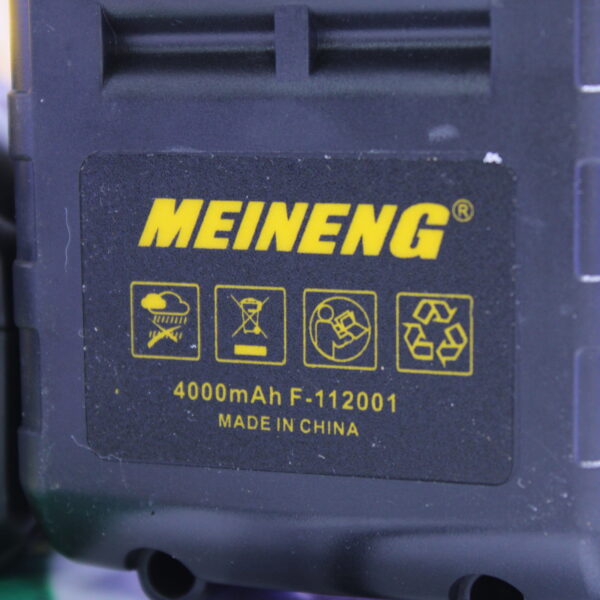 MEINENG®
4000mAh F-112001
MADE IN CHINA